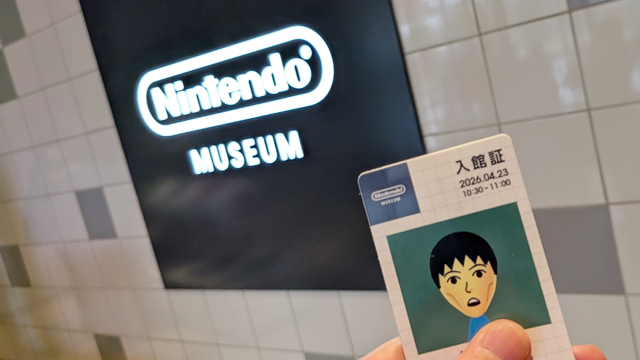 Nintendo
MUSEUM
入館証
2026.04.23
10:30-11:00
Nintendo
MUSEUM